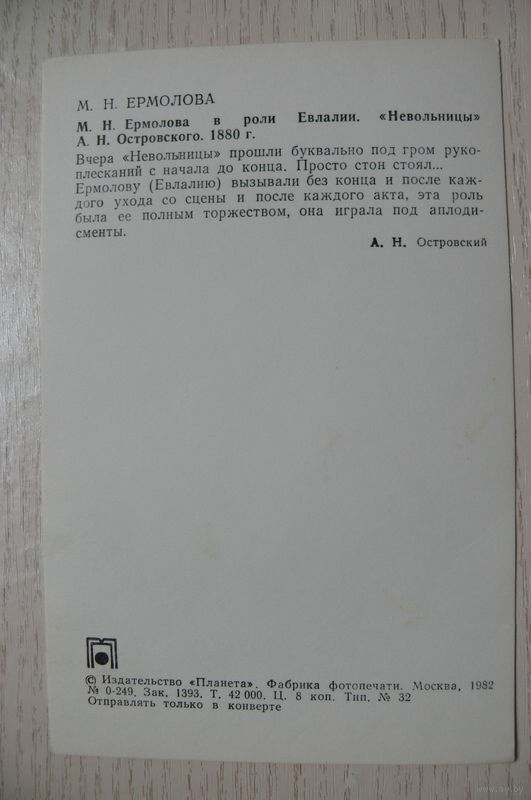 М. Н. ЕРМОЛОВА
М. Н. Ермолова в роли Евлалии. «Невольницы»
А. Н. Островского. 1880 г.
Вчера «Невольницы» прошли буквально под гром руко-
плесканий с начала до конца. Просто стон стоял...
Ермолову (Евлалию) вызывали без конца и после каж-
дого ухода со сцены и после каждого акта, эта роль
была ее полным торжеством, она играла под аплоди-
сменты.
А. Н. Островский
© Издательство «Планета». Фабрика фотопечати. Москва, 1982
№ 0-249. Зак. 1393. Т. 42 000. Ц. 8 коп. Тип. № 32
Отправлять только в конверте
www.ay.by